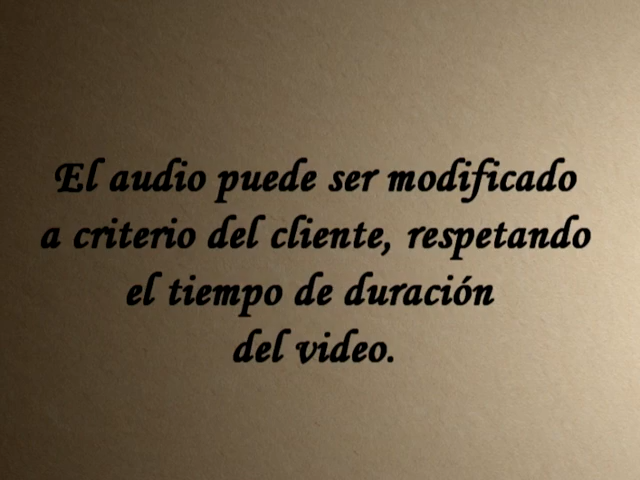 El audio puede ser modificado
a criterio del cliente, respetando
el tiempo de duración
del video.